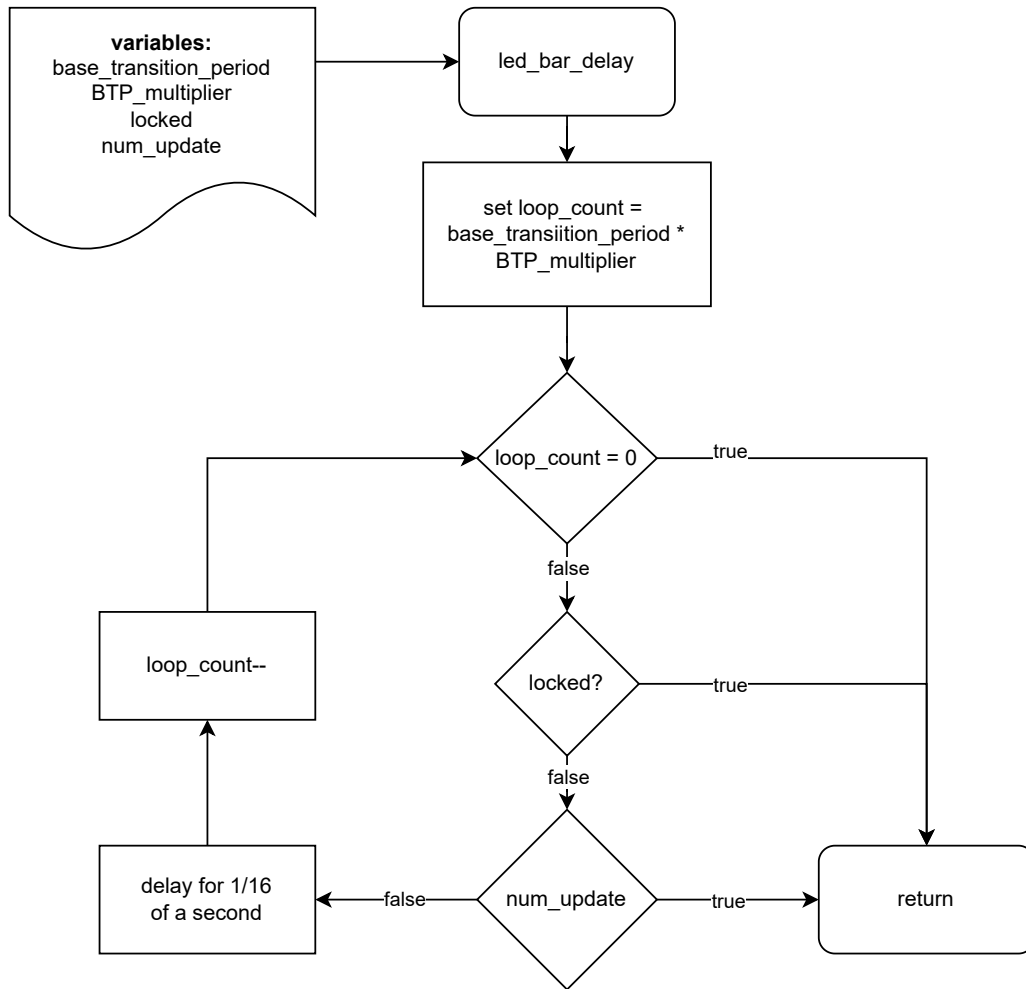 variables:
base_transition_period
BTP_multiplier
locked
num_update
led_bar_delay
set loop_count =
base_transiition_period *
BTP_multiplier
loop_count = 0
true
false
loop_count--
locked?
true
false
delay for 1/16
of a second
false
num_update
true
return